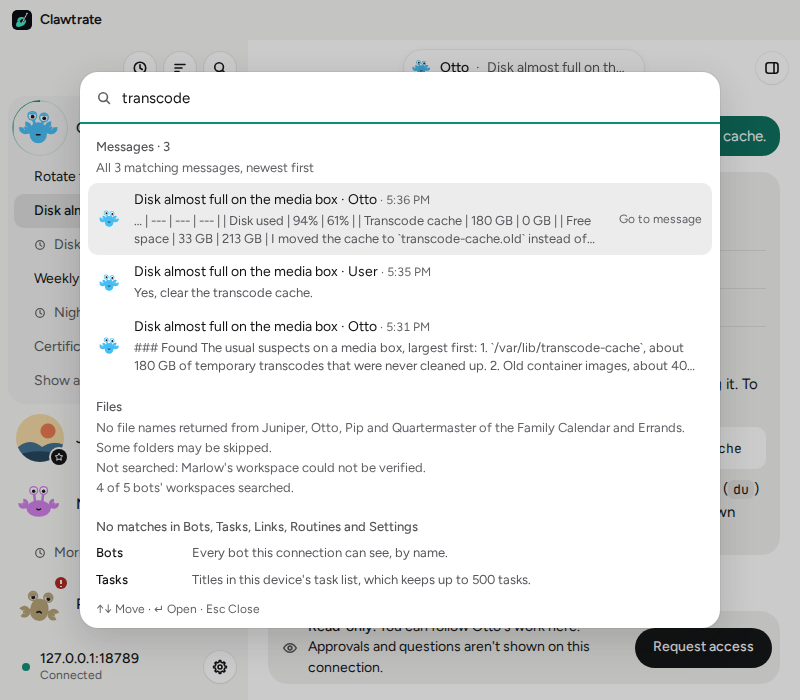 Clawtrate
Otto · Disk almost full on th...
transcode
cache.
Messages · 3
All 3 matching messages, newest first
Rotate
Disk almost full on the media box · Otto · 5:36 PM
... | --- | --- | --- | | Disk used | 94% | 61% | | Transcode cache | 180 GB | 0 GB | | Free
space | 33 GB | 213 GB | I moved the cache to `transcode-cache.old` instead of...
Go to message
Disk al
Disk
Disk almost full on the media box · User · 5:35 PM
Yes, clear the transcode cache.
Weekly
Nigh
Disk almost full on the media box · Otto · 5:31 PM
### Found The usual suspects on a media box, largest first: 1. `/var/lib/transcode-cache`, about
180 GB of temporary transcodes that were never cleaned up. 2. Old container images, about 40...
Certific
Show a
g it. To
Files
No file names returned from Juniper, Otto, Pip and Quartermaster of the Family Calendar and Errands.
Some folders may be skipped.
Not searched: Marlow's workspace could not be verified.
4 of 5 bots' workspaces searched.
che
(du)
wn
No matches in Bots, Tasks, Links, Routines and Settings
Bots Every bot this connection can see, by name.
Mor
Tasks Titles in this device's task list, which keeps up to 500 tasks.
↑↓ Move · ↵ Open · Esc Close
Read-only. You can follow Otto's work here.
Approvals and questions aren't shown on this
connection.
Request access
127.0.0.1:18789
Connected